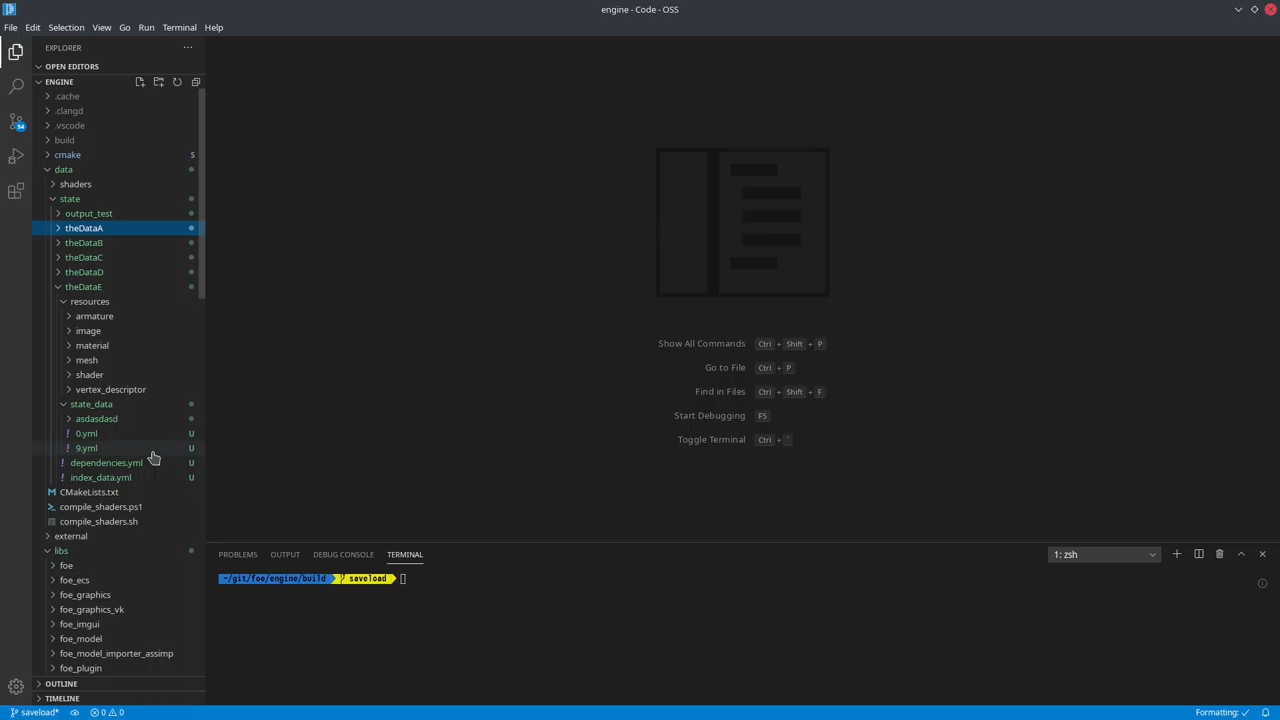 engine - Code - OSS
File Edit Selection View Go Run Terminal Help
EXPLORER
OPEN EDITORS
ENGINE
.cache
.clangd
.vscode
build
cmake S
data
shaders
state
output_test
theDataA
theDataB
theDataC
theDataD
theDataE
resources
armature
image
material
mesh
shader
vertex_descriptor
state_data
asdasdasd
0.yml U
9.yml U
dependencies.yml U
index_data.yml U
CMakeLists.txt
compile_shaders.ps1
compile_shaders.sh
external
libs
foe
foe_ecs
foe_graphics
foe_graphics_vk
foe_imgui
foe_model
foe_model_importer_assimp
foe_plugin
OUTLINE
TIMELINE
54
Show All Commands Ctrl + Shift + P
Go to File Ctrl + P
Find in Files Ctrl + Shift + F
Start Debugging F5
Toggle Terminal Ctrl + `
PROBLEMS OUTPUT DEBUG CONSOLE TERMINAL 1: zsh
~/git/foe/engine/build saveload
saveload* 0 0 Formatting: ✓